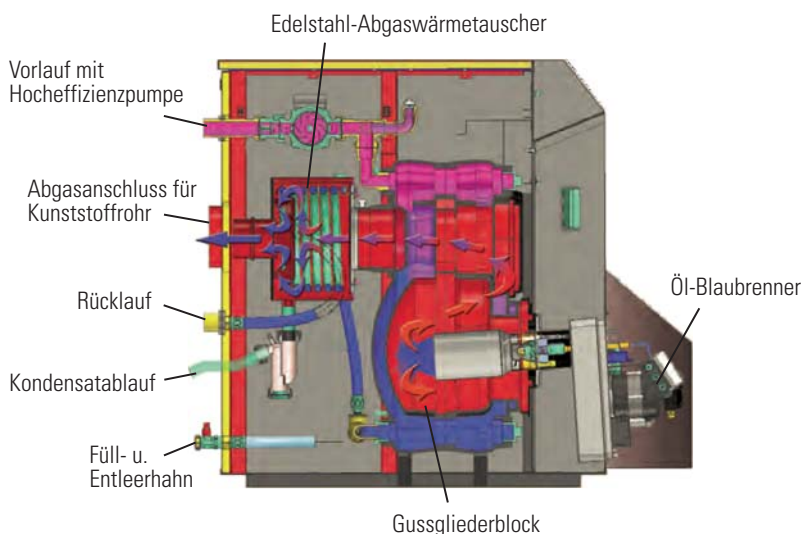 Edelstahl-Abgaswärmetauscher
Vorlauf mit
Hocheffizienzpumpe
Abgasanschluss für
Kunststoffrohr
Rücklauf
Öl-Blaubrenner
Kondensatablauf
Füll- u.
Entleerhahn
Gussgliederblock